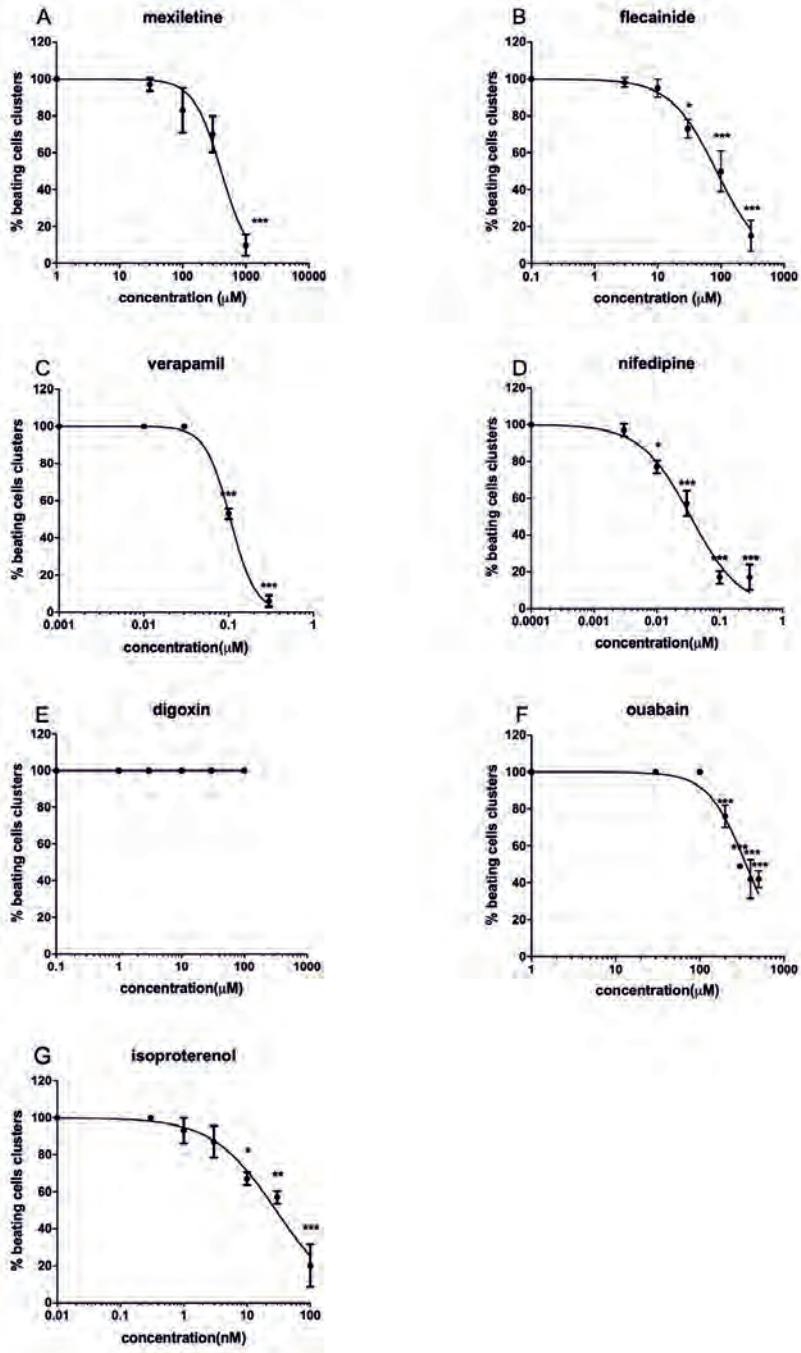 A
mexiletine
120
100
80
60
40
20
0
% beating cells clusters
***
1 10 100 1000 10000
concentration (μM)
B
flecainide
120
100
80
60
40
20
0
% beating cells clusters
*
***
***
0.1 1 10 100 1000
concentration (μM)
C
verapamil
120
100
80
60
40
20
0
% beating cells clusters
***
***
0.001 0.01 0.1 1
concentration(μM)
D
nifedipine
120
100
80
60
40
20
0
% beating cells clusters
*
***
*** ***
0.0001 0.001 0.01 0.1 1
concentration(μM)
E
digoxin
120
100
80
60
40
20
0
% beating cells clusters
0.1 1 10 100 1000
concentration(μM)
F
ouabain
120
100
80
60
40
20
0
% beating cells clusters
***
*** ***
***
1 10 100 1000
concentration(μM)
G
isoproterenol
120
100
80
60
40
20
0
% beating cells clusters
*
**
***
0.01 0.1 1 10 100
concentration(nM)